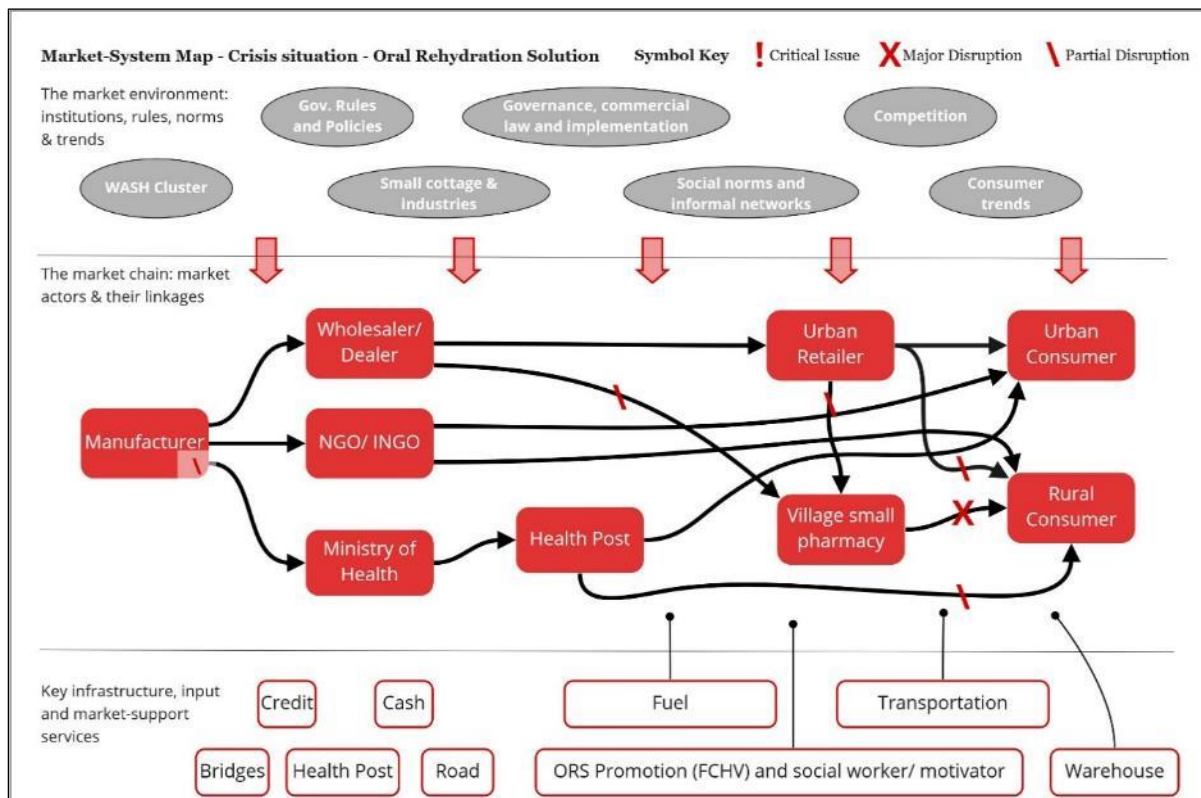 Market-System Map - Crisis situation - Oral Rehydration Solution
Symbol Key
! Critical Issue
X Major Disruption
\ Partial Disruption
The market environment:
institutions, rules, norms
& trends
Gov. Rules
and Policies
Governance, commercial
law and implementation
Competition
WASH Cluster
Small cottage &
industries
Social norms and
informal networks
Consumer
trends
The market chain: market
actors & their linkages
Wholesaler/
Dealer
Urban
Retailer
Urban
Consumer
Manufacturer
NGO/ INGO
Ministry of
Health
Health Post
Village small
pharmacy
Rural
Consumer
Key infrastructure, input
and market-support
services
Credit
Cash
Fuel
Transportation
Bridges
Health Post
Road
ORS Promotion (FCHV) and social worker/ motivator
Warehouse